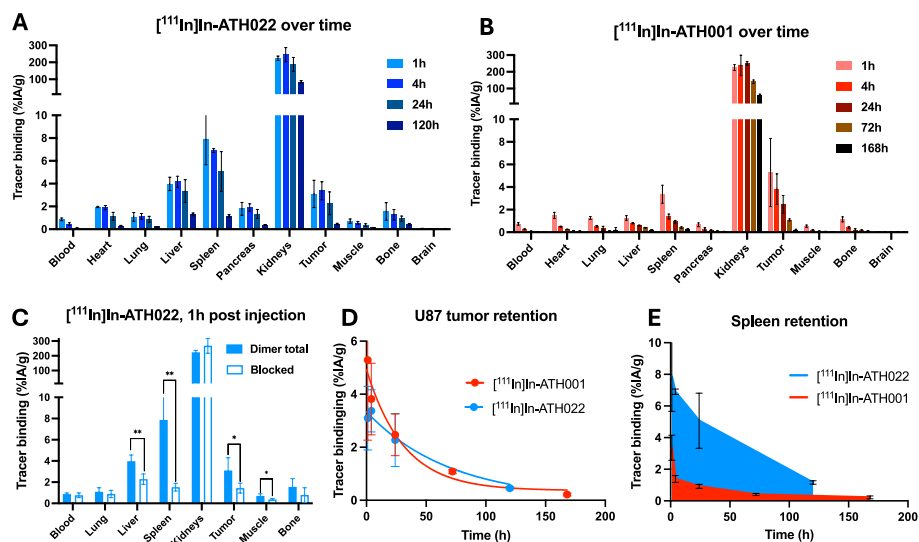 A
[¹¹¹In]In-ATH022 over time
Tracer binding (%IA/g)
300
200
100
10
8
6
4
2
0
1h
4h
24h
120h
Blood
Heart
Lung
Liver
Spleen
Pancreas
Kidneys
Tumor
Muscle
Bone
Brain
B
[¹¹¹In]In-ATH001 over time
Tracer binding (%IA/g)
300
200
100
10
8
6
4
2
0
1h
4h
24h
72h
168h
Blood
Heart
Lung
Liver
Spleen
Pancreas
Kidneys
Tumor
Muscle
Bone
Brain
C
[¹¹¹In]In-ATH022, 1h post injection
Tracer binding (%IA/g)
300
200
100
10
8
6
4
2
0
Dimer total
Blocked
**
**
*
*
Blood
Lung
Liver
Spleen
Kidneys
Tumor
Muscle
Bone
D
U87 tumor retention
Tracer bindinging (%IA/g)
6
4
2
0
[¹¹¹In]In-ATH001
[¹¹¹In]In-ATH022
0
50
100
150
200
Time (h)
E
Spleen retention
Tracer binding (%IA/g)
10
8
6
4
2
0
[¹¹¹In]In-ATH022
[¹¹¹In]In-ATH001
0
50
100
150
200
Time (h)